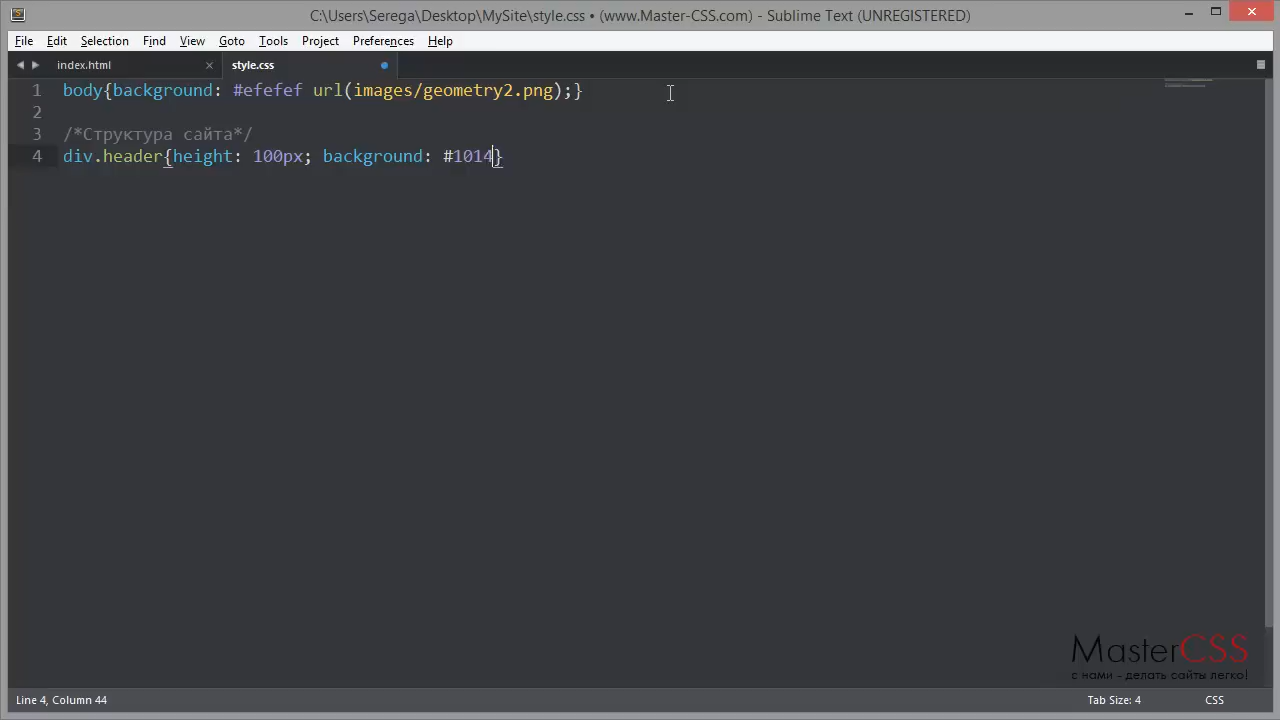 C:\Users\Serega\Desktop\MySite\style.css • (www.Master-CSS.com) - Sublime Text (UNREGISTERED)
File Edit Selection Find View Goto Tools Project Preferences Help
index.html style.css
1 body{background: #efefef url(images/geometry2.png);}
2
3 /*Структура сайта*/
4 div.header{height: 100px; background: #1014}
MasterCSS
с нами - делать сайты легко!
Line 4, Column 44 Tab Size: 4 CSS